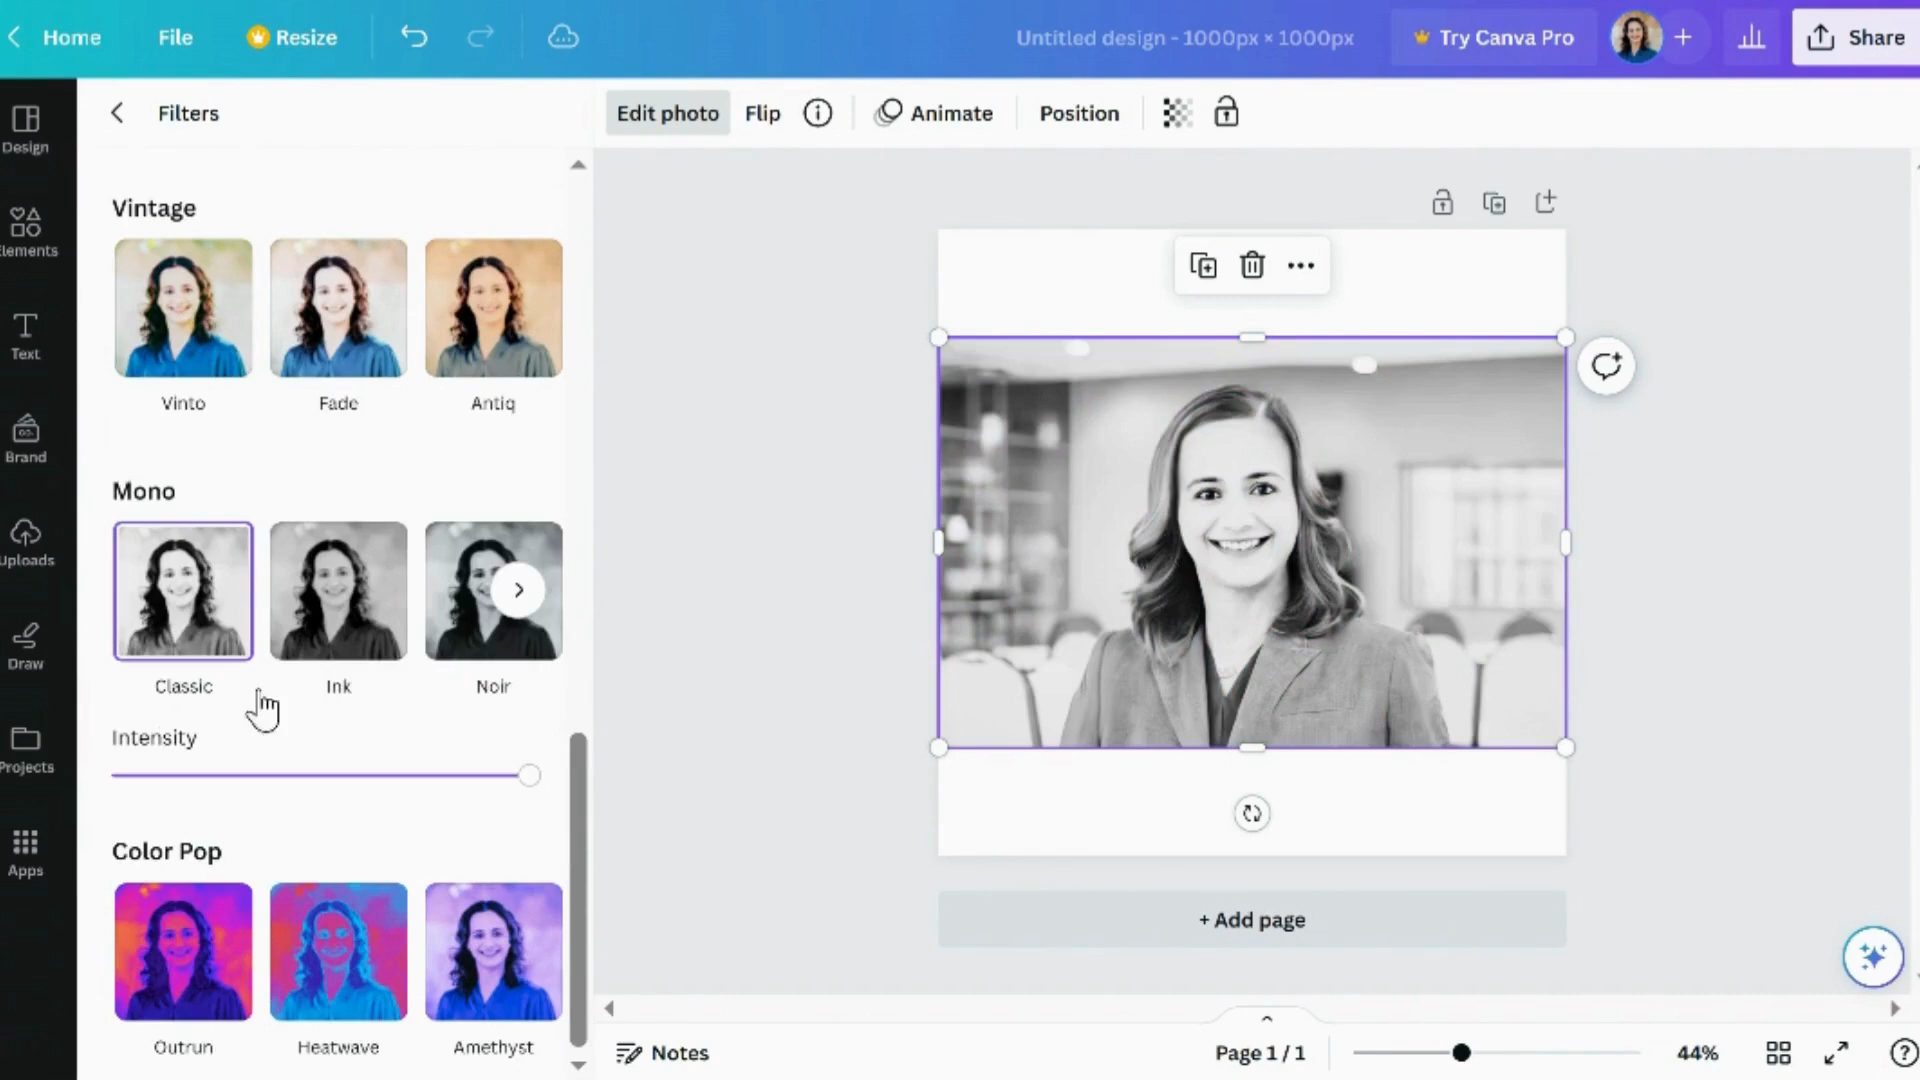 Home File Resize Untitled design - 1000px × 1000px Try Canva Pro + Share
Design
Elements
Text
Brand
Uploads
Draw
Projects
Apps
Filters
Edit photo Flip Animate Position
Vintage
Vinto Fade Antiq
Mono
Classic Ink Noir
Intensity
Color Pop
Outrun Heatwave Amethyst
+ Add page
Notes Page 1 / 1 44% ?